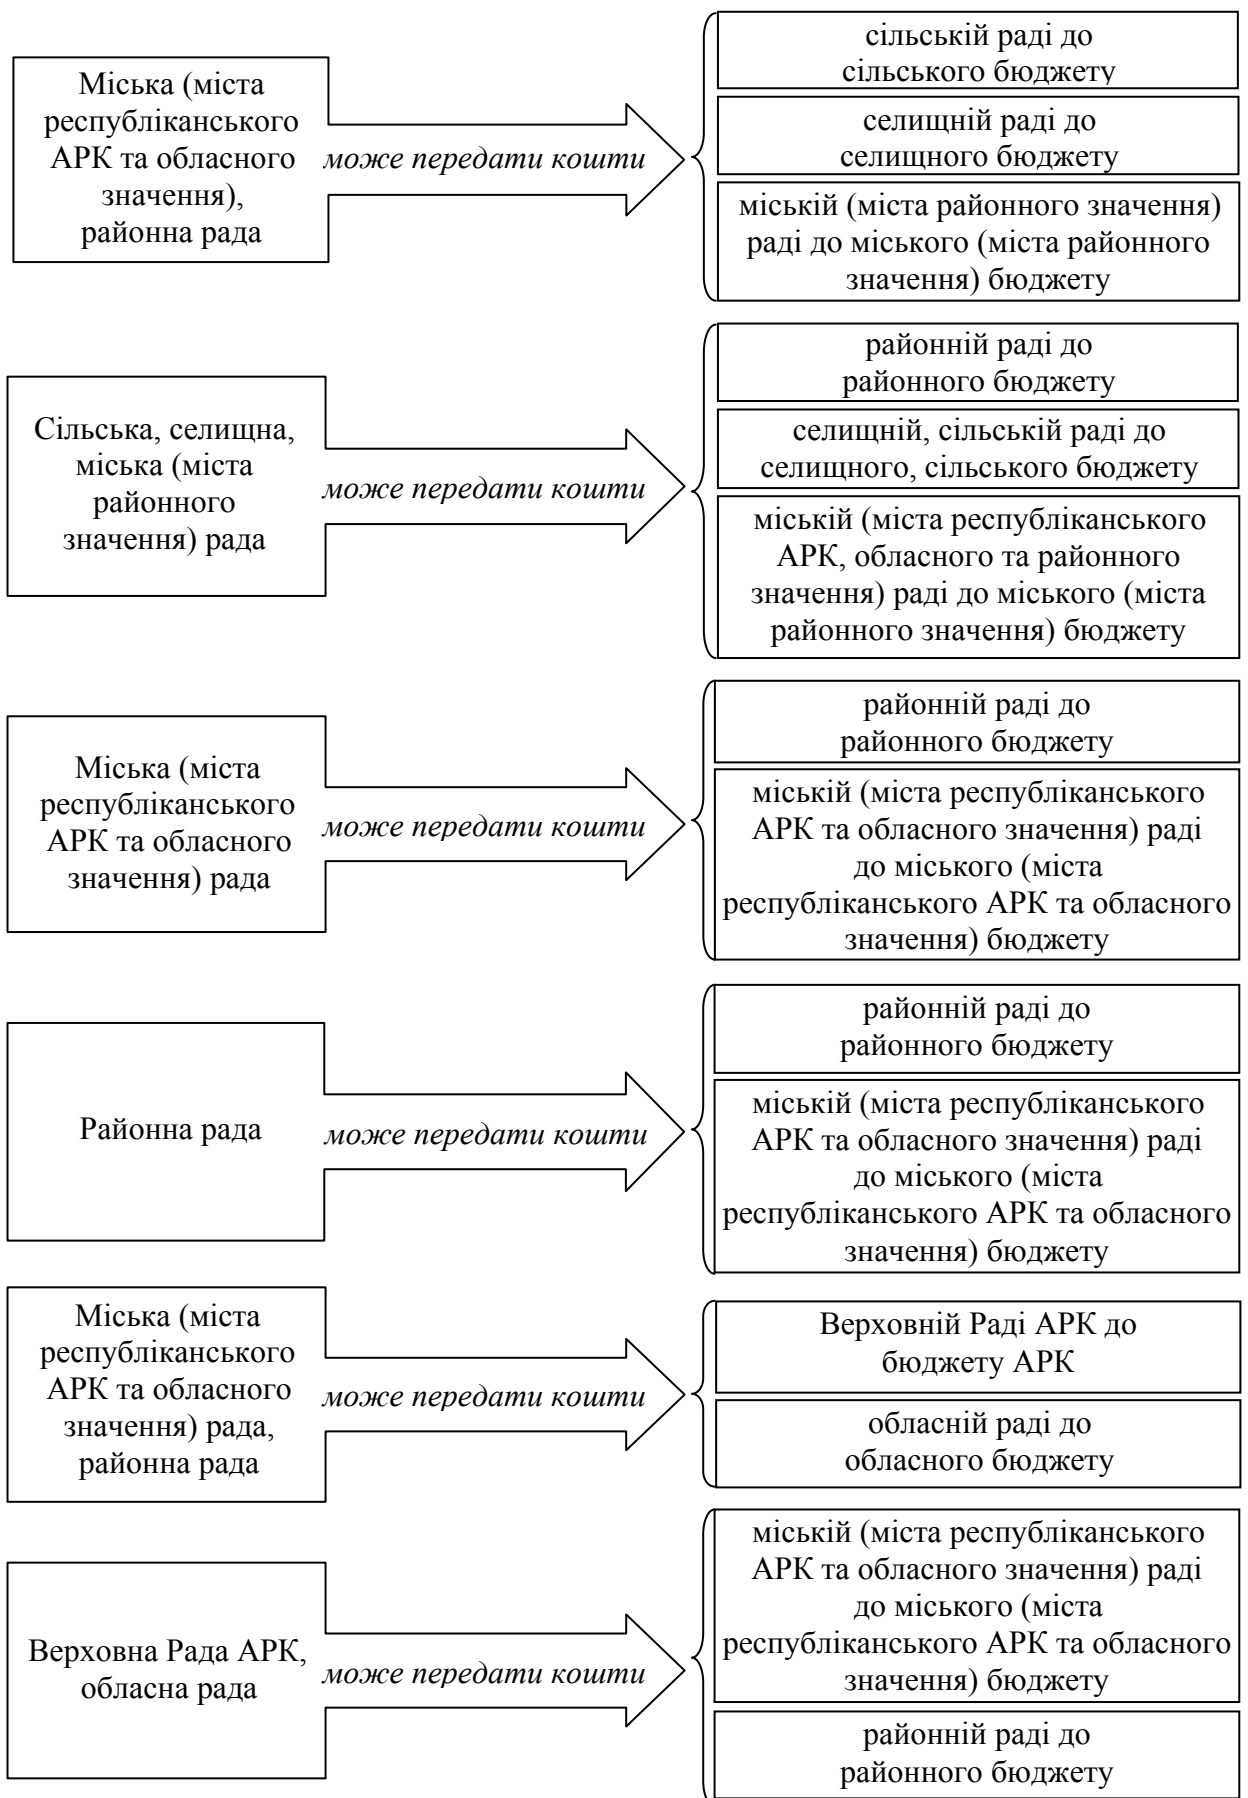 Міська (міста
республіканського
АРК та обласного
значення),
районна рада
може передати кошти
сільській раді до
сільського бюджету
селищній раді до
селищного бюджету
міській (міста районного значення)
раді до міського (міста районного
значення) бюджету
Сільська, селищна,
міська (міста
районного
значення) рада
може передати кошти
районній раді до
районного бюджету
селищній, сільській раді до
селищного, сільського бюджету
міській (міста республіканського
АРК, обласного та районного
значення) раді до міського (міста
районного значення) бюджету
Міська (міста
республіканського
АРК та обласного
значення) рада
може передати кошти
районній раді до
районного бюджету
міській (міста республіканського
АРК та обласного значення) раді
до міського (міста
республіканського АРК та обласного
значення) бюджету
Районна рада
може передати кошти
районній раді до
районного бюджету
міській (міста республіканського
АРК та обласного значення) раді
до міського (міста
республіканського АРК та обласного
значення) бюджету
Міська (міста
республіканського
АРК та обласного
значення) рада,
районна рада
може передати кошти
Верховній Раді АРК до
бюджету АРК
обласній раді до
обласного бюджету
Верховна Рада АРК,
обласна рада
може передати кошти
міській (міста республіканського
АРК та обласного значення) раді
до міського (міста
республіканського АРК та обласного
значення) бюджету
районній раді до
районного бюджету